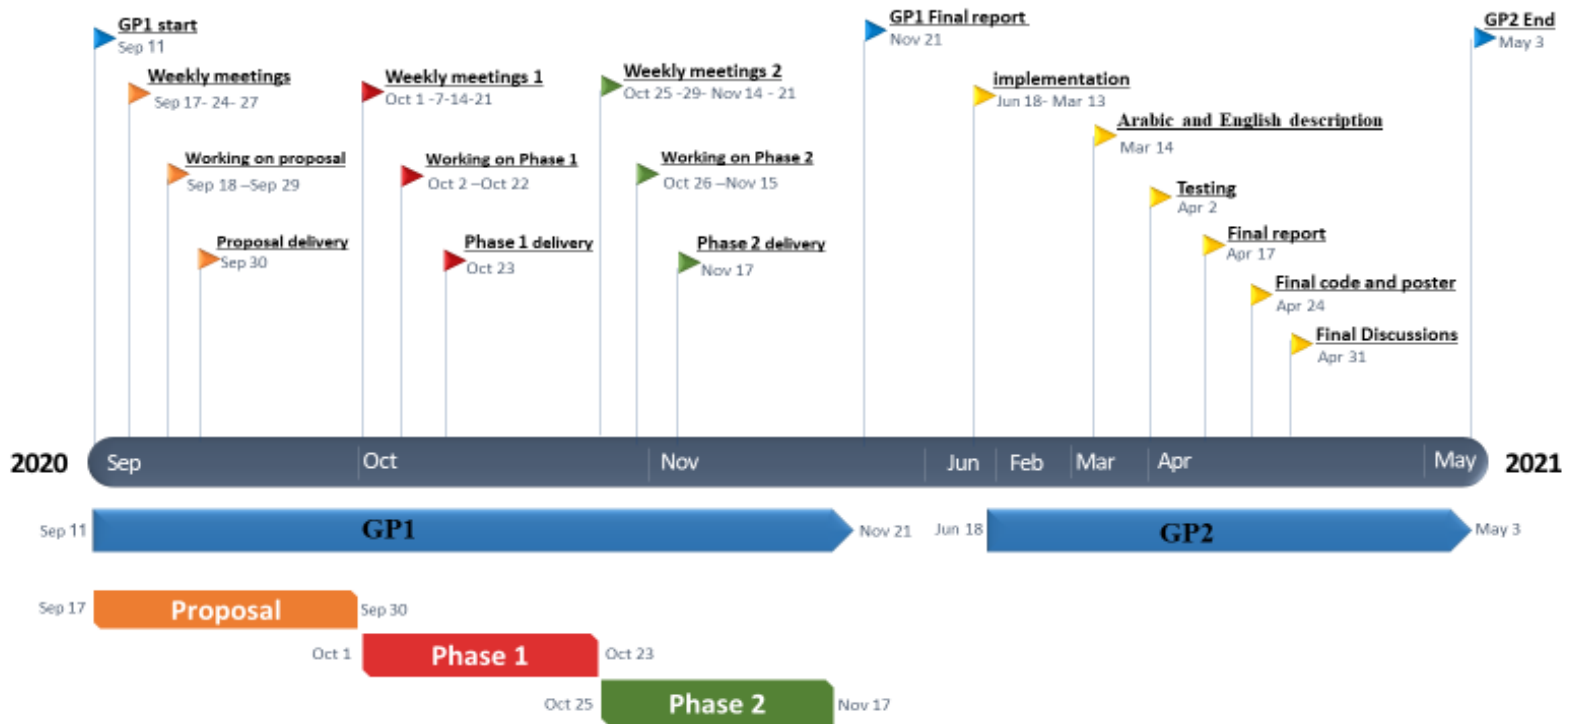 GP1 start
Sep 11
Weekly meetings
Sep 17- 24- 27
Working on proposal
Sep 18 –Sep 29
Proposal delivery
Sep 30
Weekly meetings 1
Oct 1 -7-14-21
Working on Phase 1
Oct 2 –Oct 22
Phase 1 delivery
Oct 23
Weekly meetings 2
Oct 25 -29- Nov 14 - 21
Working on Phase 2
Oct 26 –Nov 15
Phase 2 delivery
Nov 17
GP1 Final report
Nov 21
implementation
Jun 18- Mar 13
Arabic and English description
Mar 14
Testing
Apr 2
Final report
Apr 17
Final code and poster
Apr 24
Final Discussions
Apr 31
GP2 End
May 3
2020 Sep Oct Nov Jun Feb Mar Apr May 2021
Sep 11 GP1 Nov 21 Jun 18 GP2 May 3
Sep 17 Proposal Sep 30
Oct 1 Phase 1 Oct 23
Oct 25 Phase 2 Nov 17